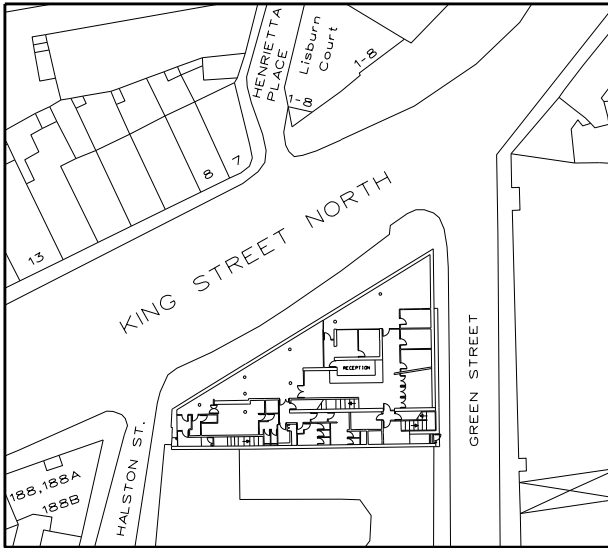 HENRIETTA
PLACE
Lisburn
Court
1-8
1-8
7
8
13
KING STREET NORTH
RECEPTION
GREEN STREET
HALSTON ST.
188,188A
188B